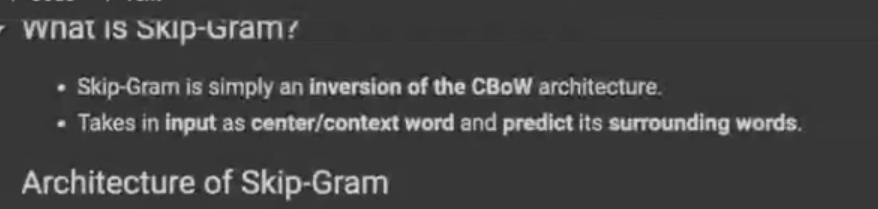 What is Skip-Gram?
• Skip-Gram is simply an inversion of the CBoW architecture.
• Takes in input as center/context word and predict its surrounding words.
Architecture of Skip-Gram